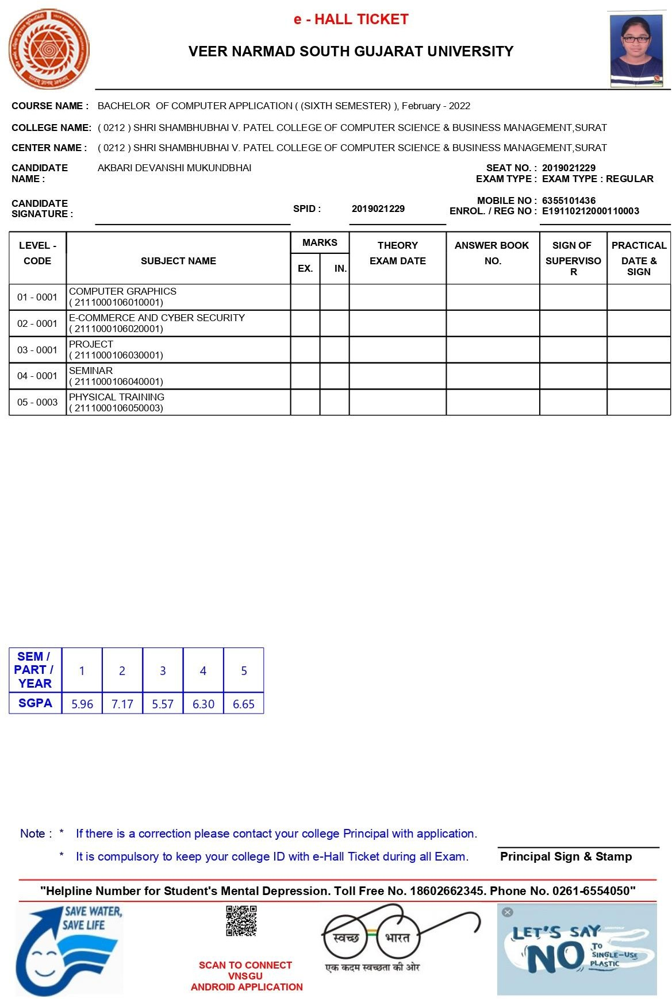 e - HALL TICKET
VEER NARMAD SOUTH GUJARAT UNIVERSITY
COURSE NAME : BACHELOR OF COMPUTER APPLICATION ( (SIXTH SEMESTER) ), February - 2022
COLLEGE NAME: ( 0212 ) SHRI SHAMBHUBHAI V. PATEL COLLEGE OF COMPUTER SCIENCE & BUSINESS MANAGEMENT,SURAT
CENTER NAME : ( 0212 ) SHRI SHAMBHUBHAI V. PATEL COLLEGE OF COMPUTER SCIENCE & BUSINESS MANAGEMENT,SURAT
CANDIDATE NAME : AKBARI DEVANSHI MUKUNDBHAI
SEAT NO. : 2019021229
EXAM TYPE : EXAM TYPE : REGULAR
CANDIDATE SIGNATURE :
SPID : 2019021229
MOBILE NO : 6355101436
ENROL. / REG NO : E19110212000110003
LEVEL - CODE SUBJECT NAME MARKS EX. IN. THEORY EXAM DATE ANSWER BOOK NO. SIGN OF SUPERVISOR PRACTICAL DATE & SIGN
01 - 0001 COMPUTER GRAPHICS
( 2111000106010001)
02 - 0001 E-COMMERCE AND CYBER SECURITY
( 2111000106020001)
03 - 0001 PROJECT
( 2111000106030001)
04 - 0001 SEMINAR
( 2111000106040001)
05 - 0003 PHYSICAL TRAINING
( 2111000106050003)
SEM / PART / YEAR 1 2 3 4 5
SGPA 5.96 7.17 5.57 6.30 6.65
Note : * If there is a correction please contact your college Principal with application.
* It is compulsory to keep your college ID with e-Hall Ticket during all Exam.
Principal Sign & Stamp
"Helpline Number for Student's Mental Depression. Toll Free No. 18602662345. Phone No. 0261-6554050"
SAVE WATER,
SAVE LIFE
SCAN TO CONNECT
VNSGU
ANDROID APPLICATION
स्वच्छ भारत
एक कदम स्वच्छता की ओर
LET'S SAY
NO TO
SINGLE-USE
PLASTIC